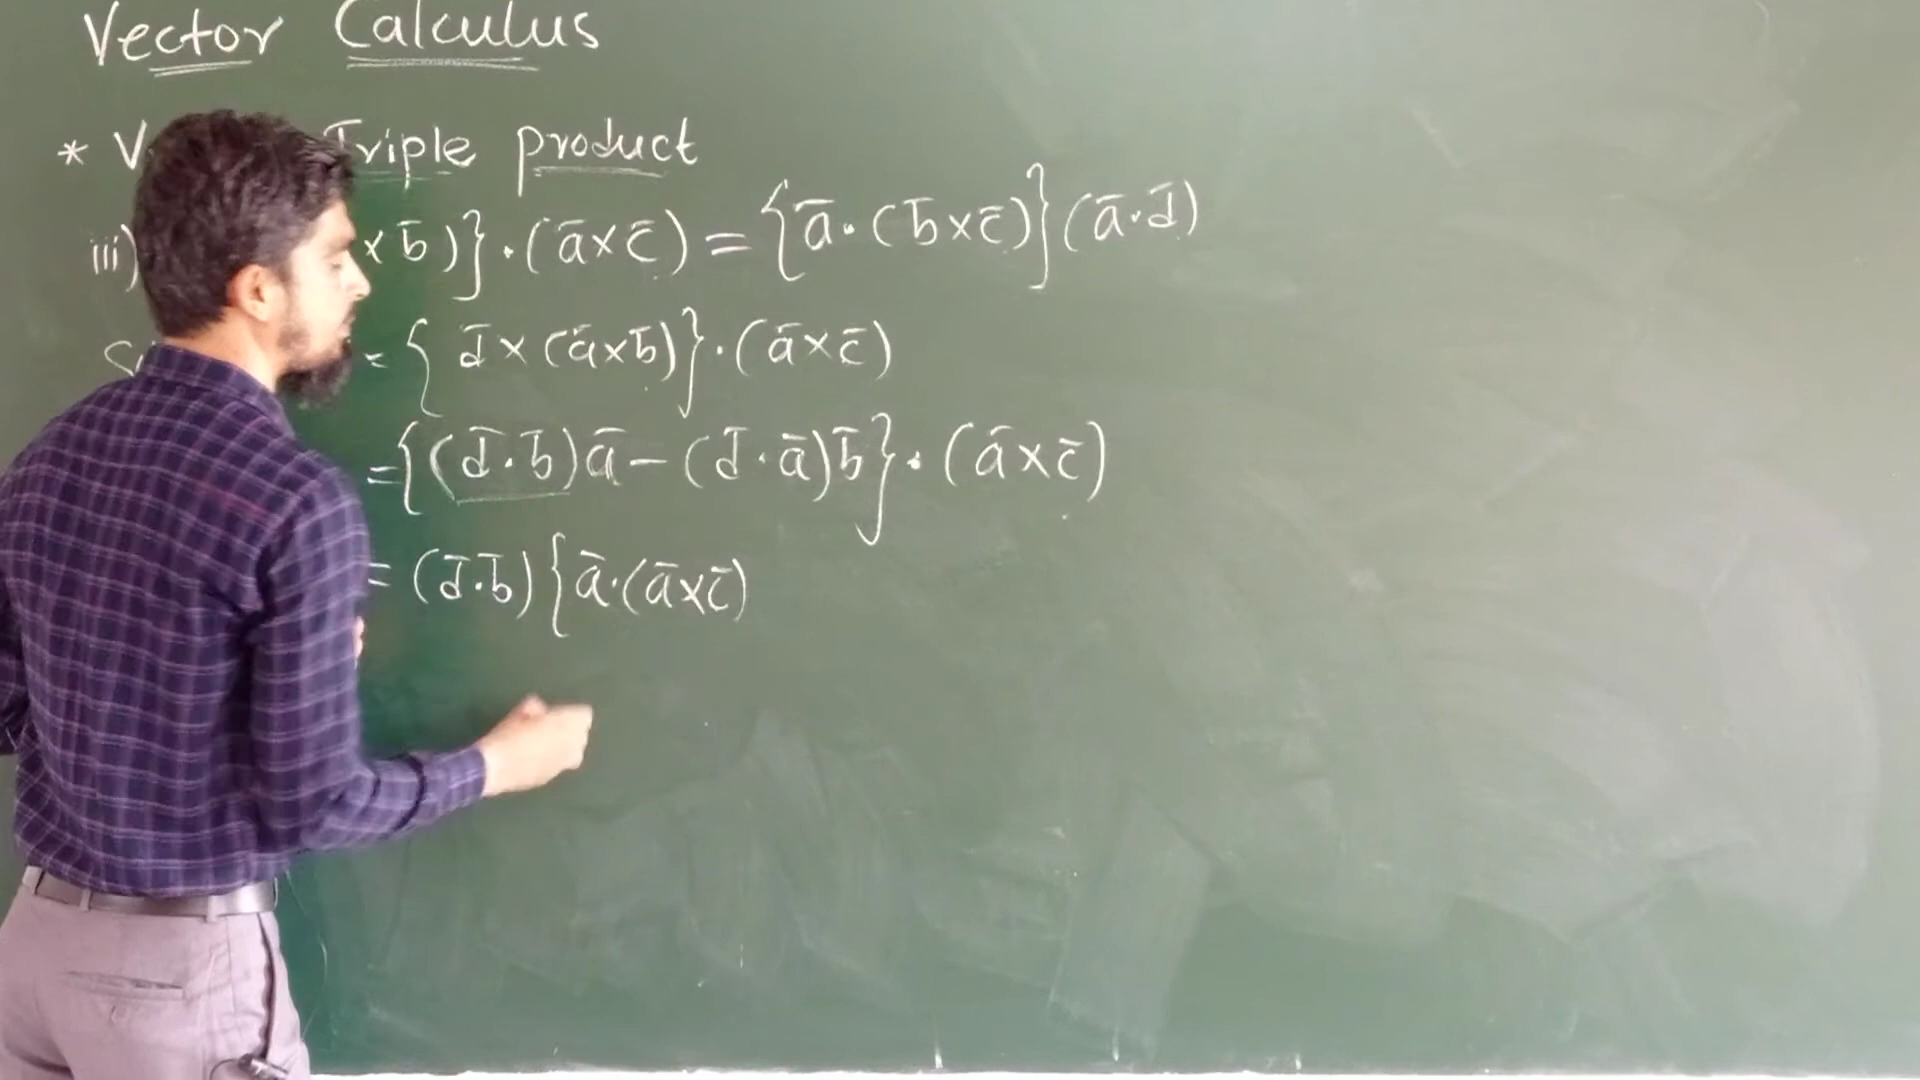 Vector Calculus
* V Triple product
iii) × b̄)}·(ā×c̄) = {ā·(b̄×c̄)}(ā·d̄)
= { d̄×(ā×b̄)}·(ā×c̄)
={(d̄·b̄)ā−(d̄·ā)b̄}·(ā×c̄)
= (d̄·b̄){ā·(ā×c̄)